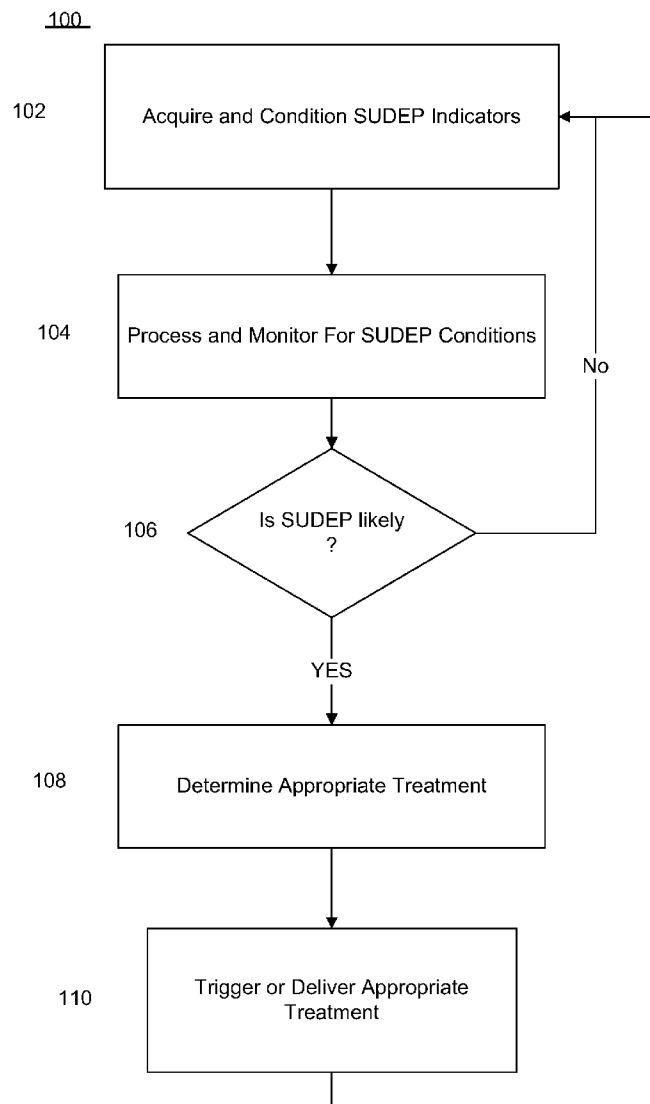 100
102
Acquire and Condition SUDEP Indicators
104
Process and Monitor For SUDEP Conditions
No
106
Is SUDEP likely
?
YES
108
Determine Appropriate Treatment
110
Trigger or Deliver Appropriate
Treatment